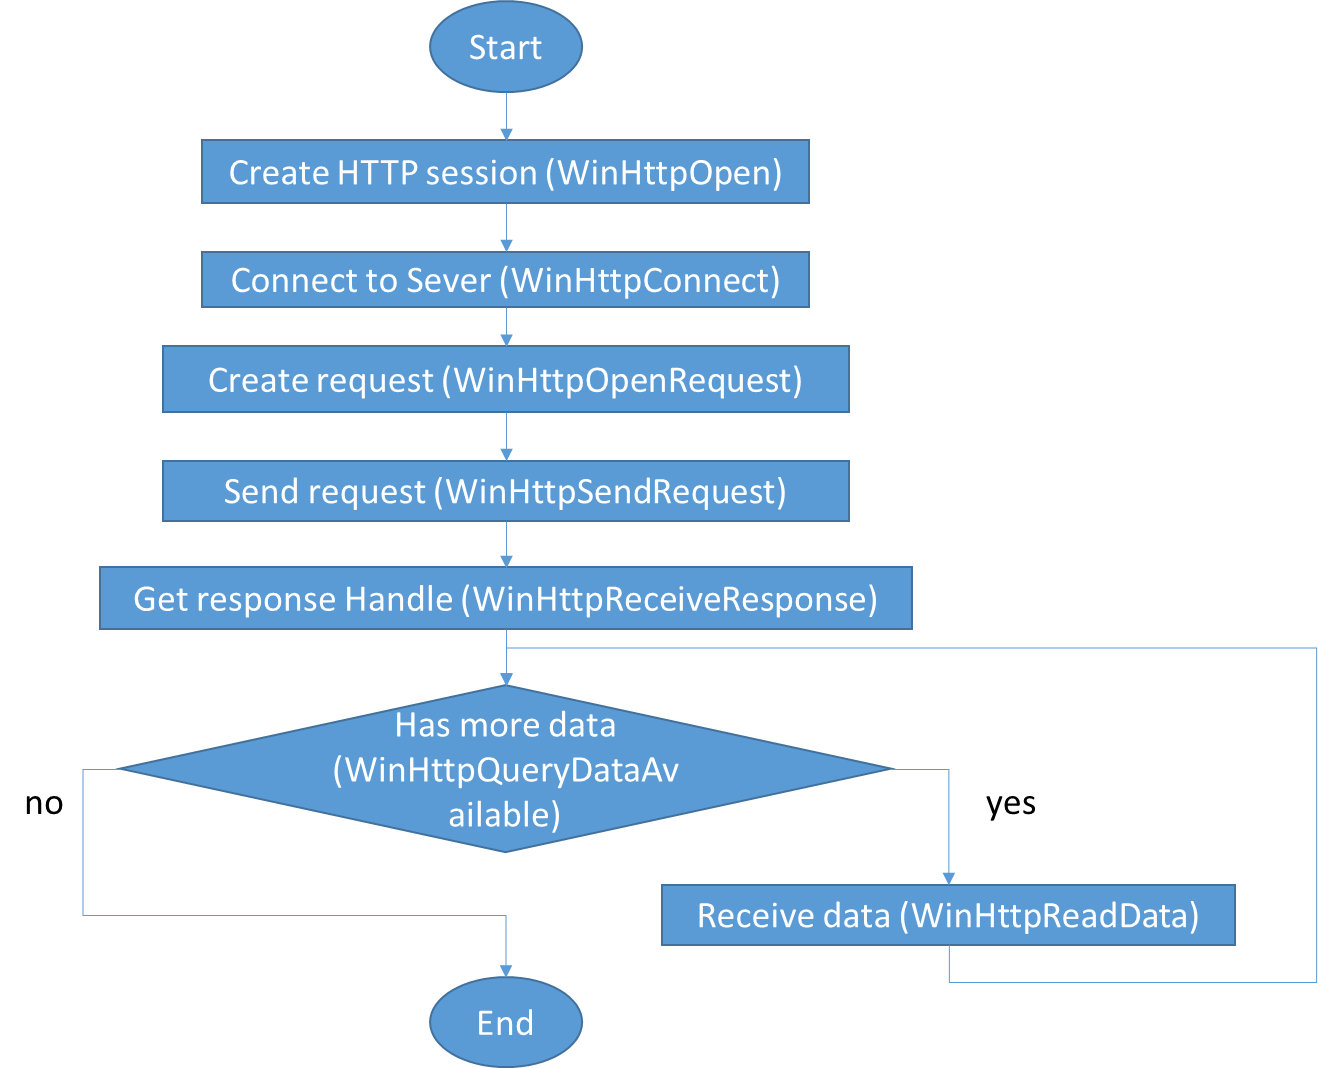 Start
Create HTTP session (WinHttpOpen)
Connect to Sever (WinHttpConnect)
Create request (WinHttpOpenRequest)
Send request (WinHttpSendRequest)
Get response Handle (WinHttpReceiveResponse)
Has more data
(WinHttpQueryDataAv
ailable)
no
yes
Receive data (WinHttpReadData)
End